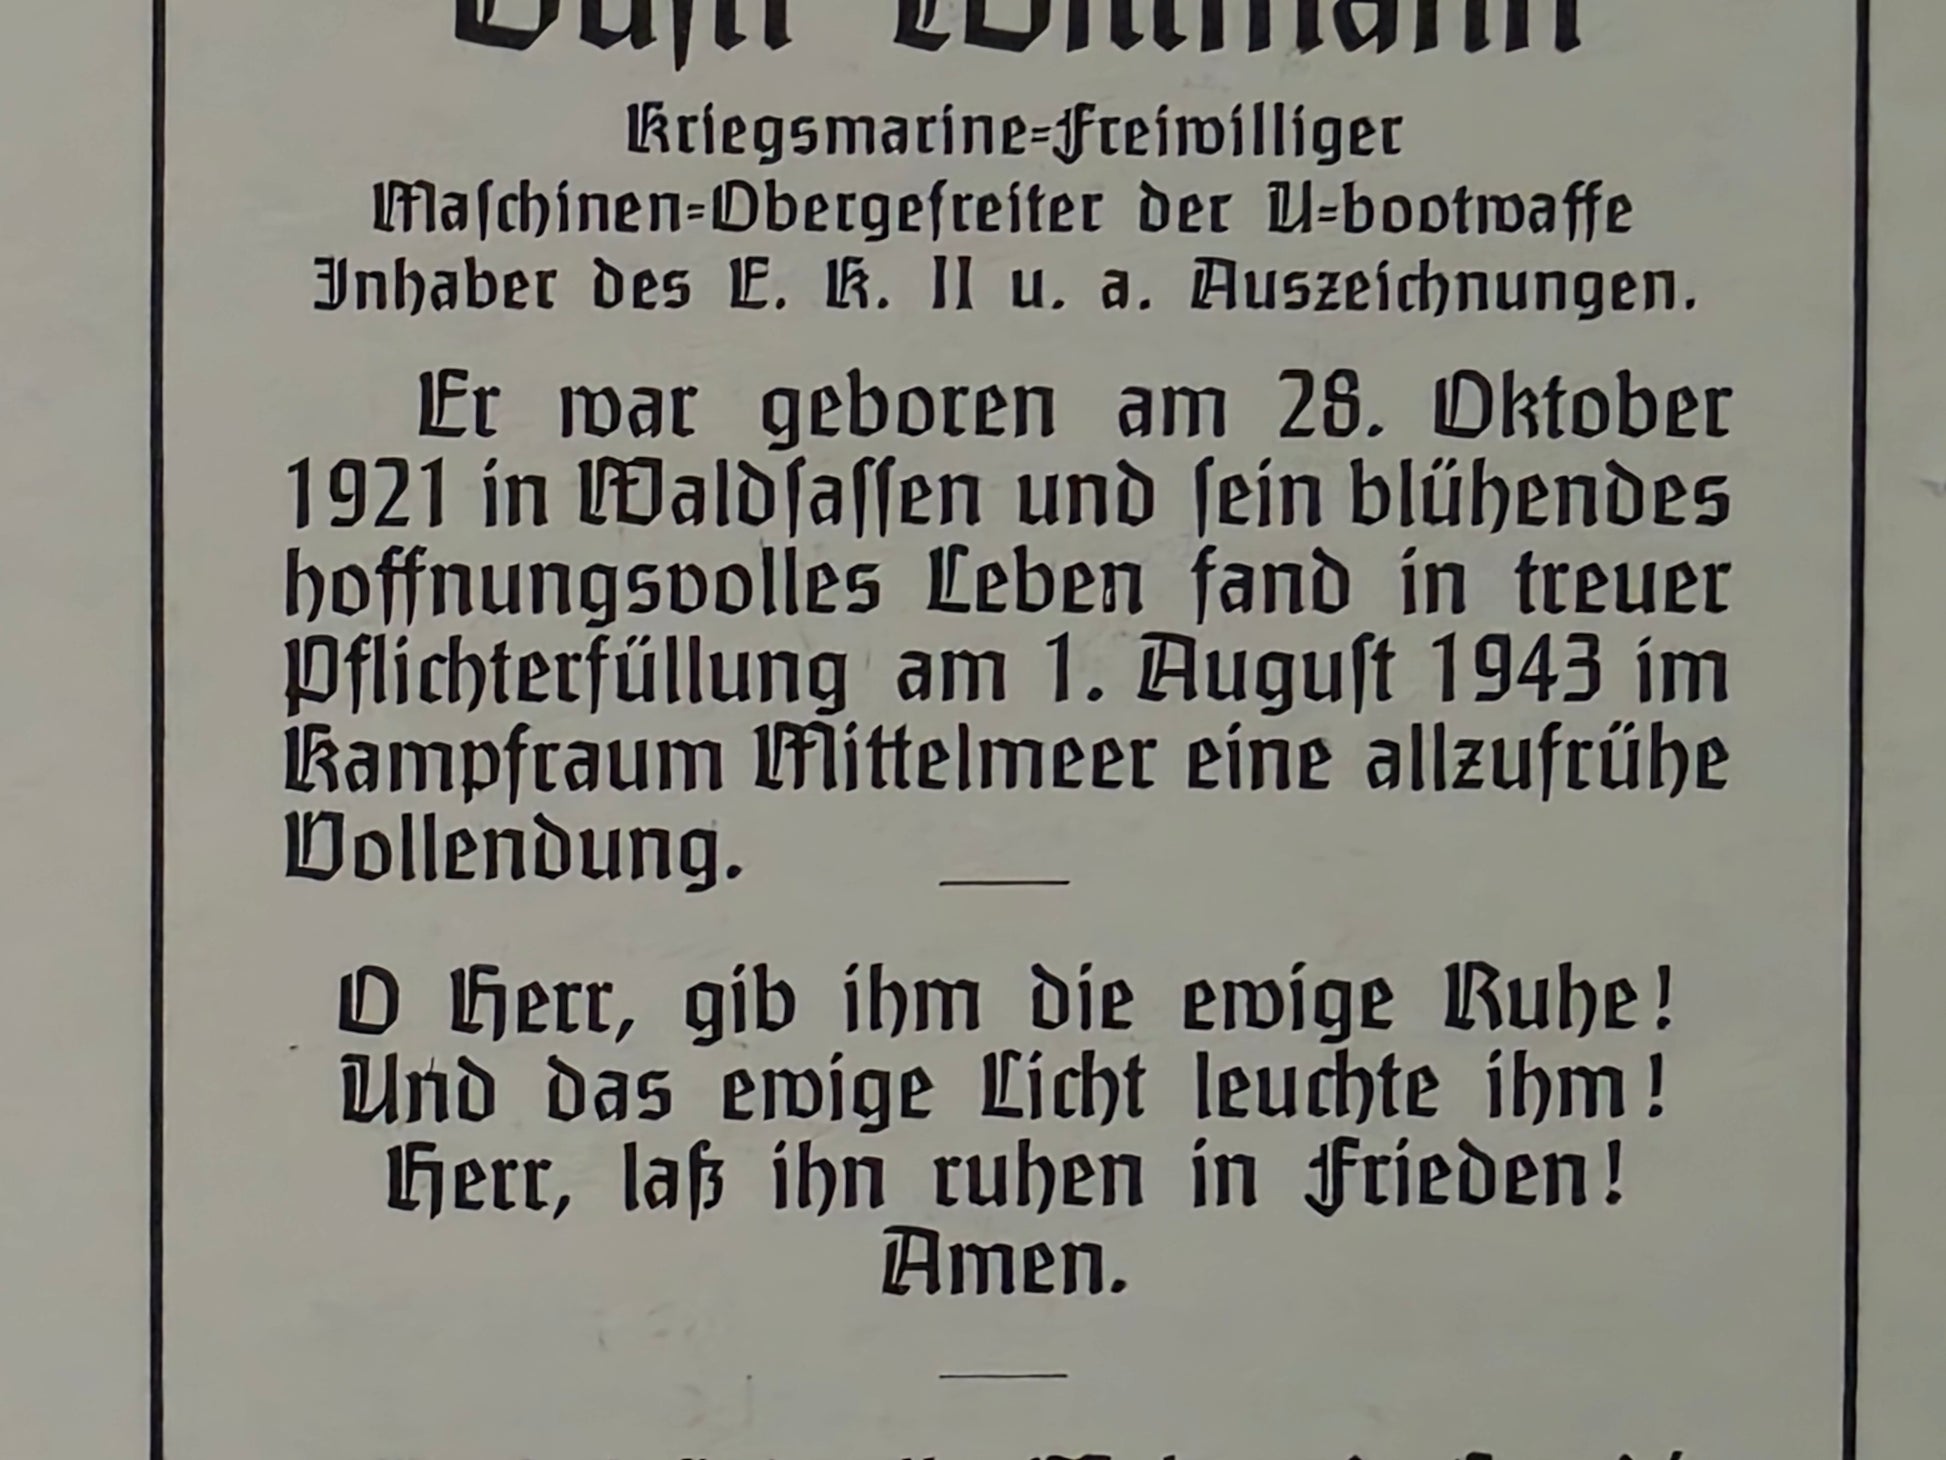 Kriegsmarine=Freiwilliger
Maſchinen=Obergefreiter der U=bootwaffe
Inhaber des E. K. II u. a. Auszeichnungen.
Er war geboren am 28. Oktober
1921 in Waldſaſſen und ſein blühendes
hoffnungsvolles Leben fand in treuer
Pflichterfüllung am 1. Auguſt 1943 im
Kampfraum Mittelmeer eine allzufrühe
Vollendung.
O Herr, gib ihm die ewige Ruhe!
Und das ewige Licht leuchte ihm!
Herr, laß ihn ruhen in Frieden!
Amen.